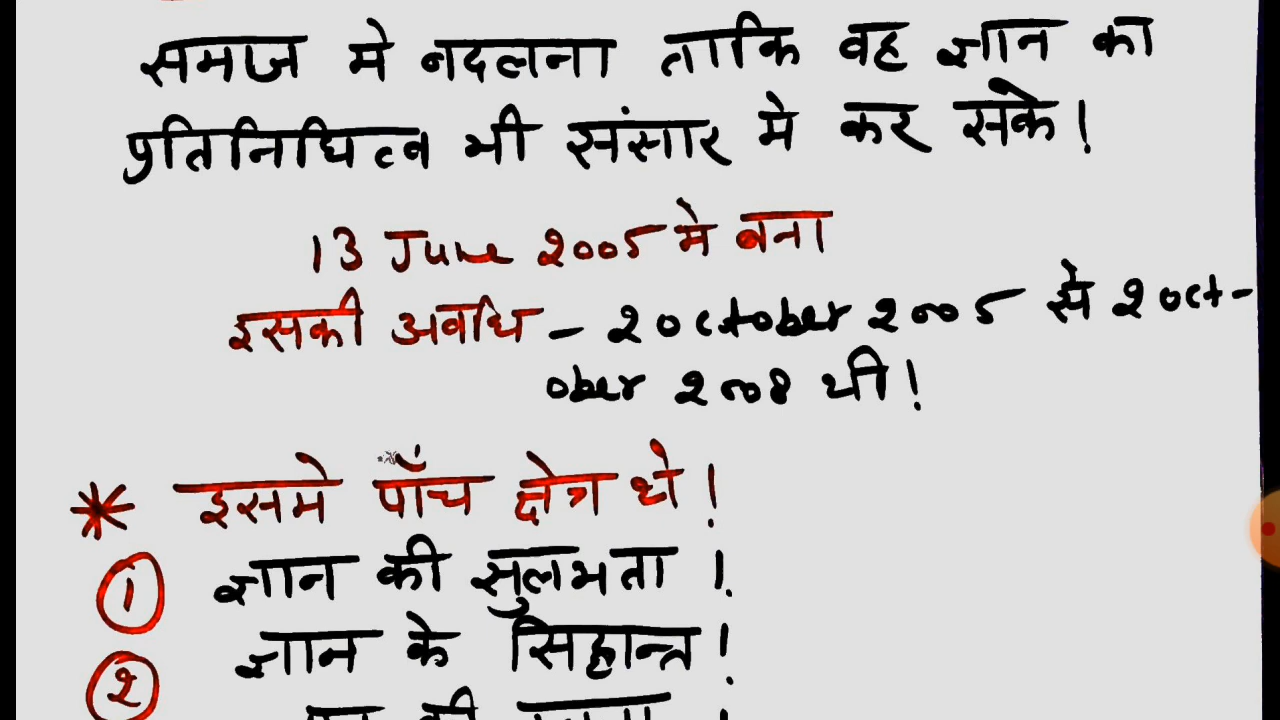 समाज मे बदलना ताकि वह ज्ञान का
प्रतिनिधित्व भी संसार मे कर सके!
13 June 2005 मे बना
इसकी अवधि - 2 october 2005 से 2 oct-
ober 2008 थी!
* इसमे पाँच क्षेत्र थे!
① ज्ञान की सुलभता!
② ज्ञान के सिद्धान्त!
की